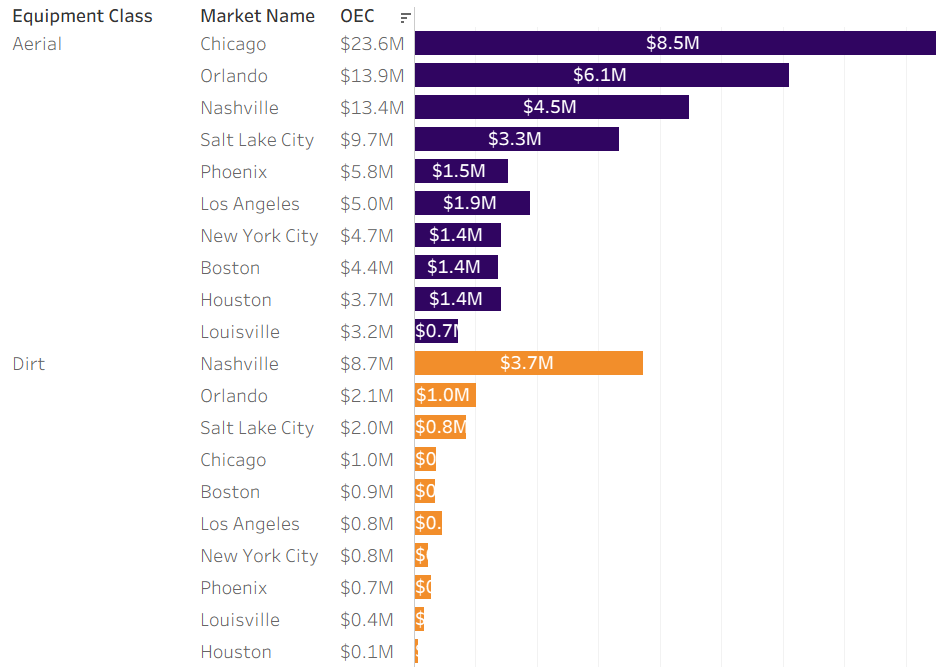 Equipment Class Market Name OEC
Aerial Chicago $23.6M $8.5M
Orlando $13.9M $6.1M
Nashville $13.4M $4.5M
Salt Lake City $9.7M $3.3M
Phoenix $5.8M $1.5M
Los Angeles $5.0M $1.9M
New York City $4.7M $1.4M
Boston $4.4M $1.4M
Houston $3.7M $1.4M
Louisville $3.2M
Dirt Nashville $8.7M $3.7M
Orlando $2.1M $1.0M
Salt Lake City $2.0M
Chicago $1.0M
Boston $0.9M
Los Angeles $0.8M
New York City $0.8M
Phoenix $0.7M
Louisville $0.4M
Houston $0.1M